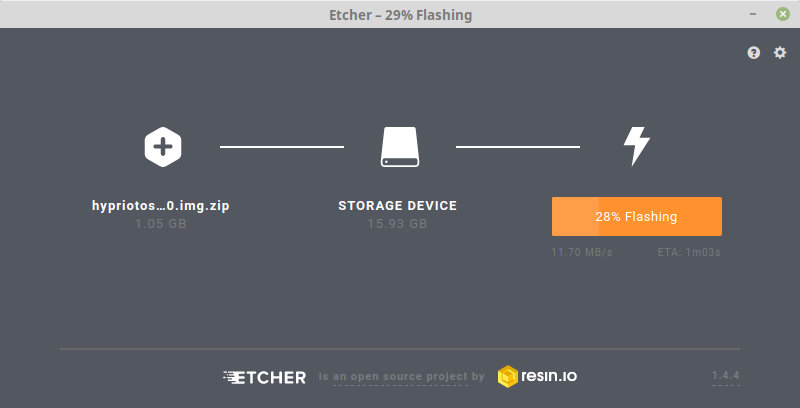 Etcher – 29% Flashing
hypriotos...0.img.zip
1.05 GB
STORAGE DEVICE
15.93 GB
28% Flashing
11.70 MB/s
ETA: 1m03s
ETCHER is an open source project by resin.io
1.4.4